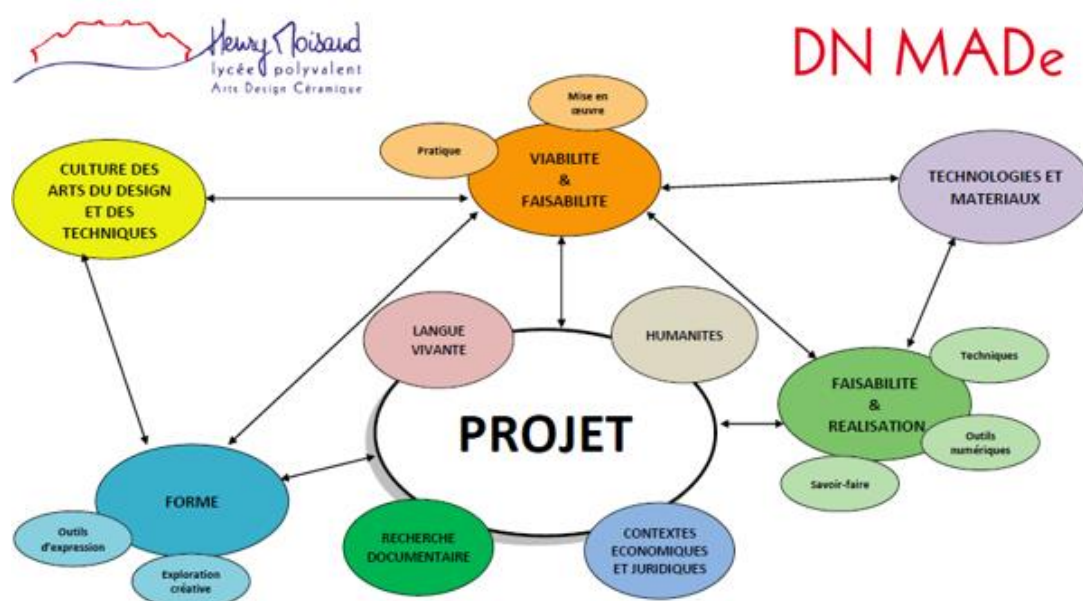 Henry Moisand
lycée polyvalent
Arts Design Céramique
DN MADe
Mise en
œuvre
Pratique
VIABILITE
&
FAISABILITE
CULTURE DES
ARTS DU DESIGN
ET DES
TECHNIQUES
TECHNOLOGIES ET
MATERIAUX
LANGUE
VIVANTE
HUMANITES
Techniques
FAISABILITE
&
REALISATION
Outils
numériques
Savoir-faire
PROJET
FORME
Outils
d'expression
Exploration
créative
RECHERCHE
DOCUMENTAIRE
CONTEXTES
ECONOMIQUES
ET JURIDIQUES